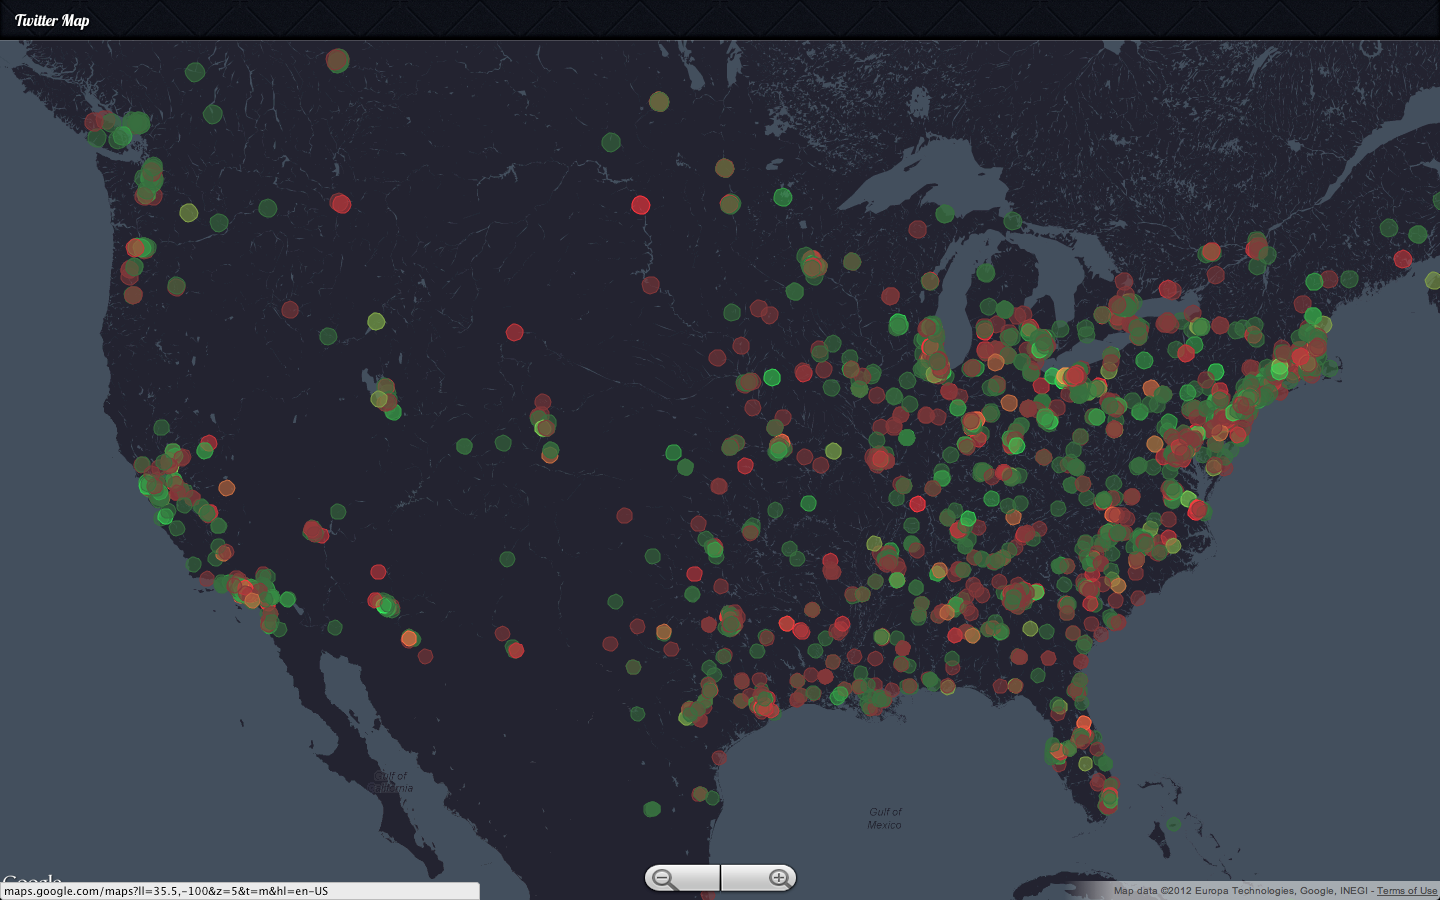 Twitter Map
Gulf of
California
Gulf of
Mexico
Google
maps.google.com/maps?ll=35.5,-100&z=5&t=m&hl=en-US
Map data ©2012 Europa Technologies, Google, INEGI - Terms of Use